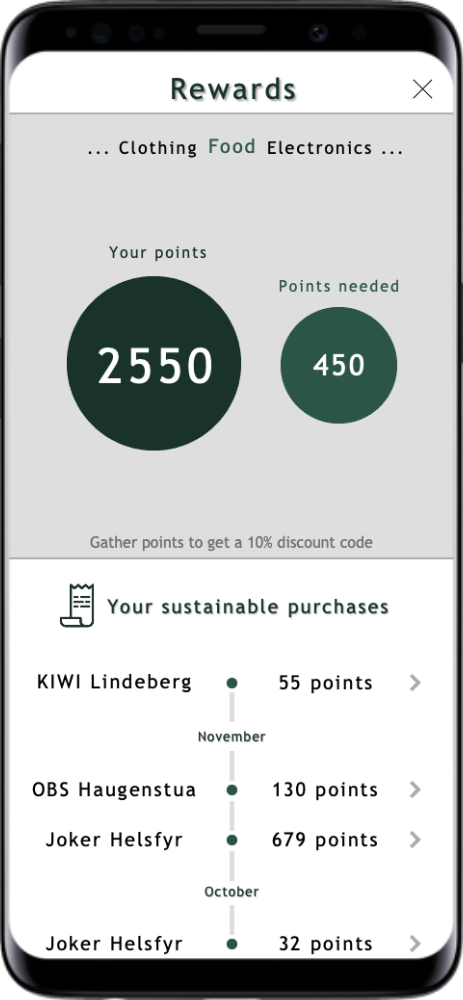 Rewards
... Clothing Food Electronics ...
Your points
Points needed
2550
450
Gather points to get a 10% discount code
Your sustainable purchases
KIWI Lindeberg 55 points
November
OBS Haugenstua 130 points
Joker Helsfyr 679 points
October
Joker Helsfyr 32 points